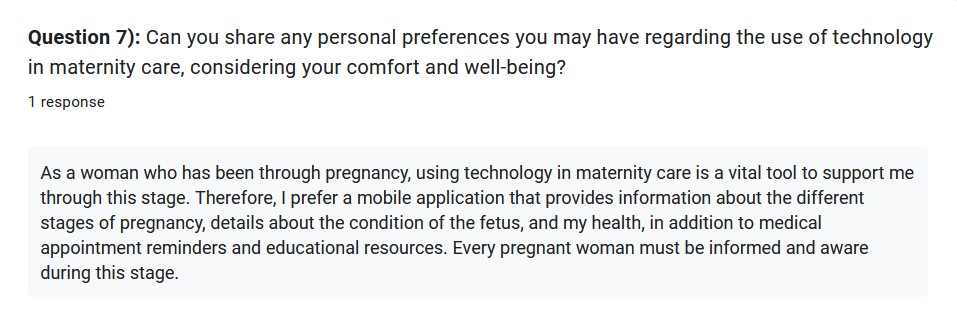 Question 7): Can you share any personal preferences you may have regarding the use of technology
in maternity care, considering your comfort and well-being?
1 response
As a woman who has been through pregnancy, using technology in maternity care is a vital tool to support me
through this stage. Therefore, I prefer a mobile application that provides information about the different
stages of pregnancy, details about the condition of the fetus, and my health, in addition to medical
appointment reminders and educational resources. Every pregnant woman must be informed and aware
during this stage.